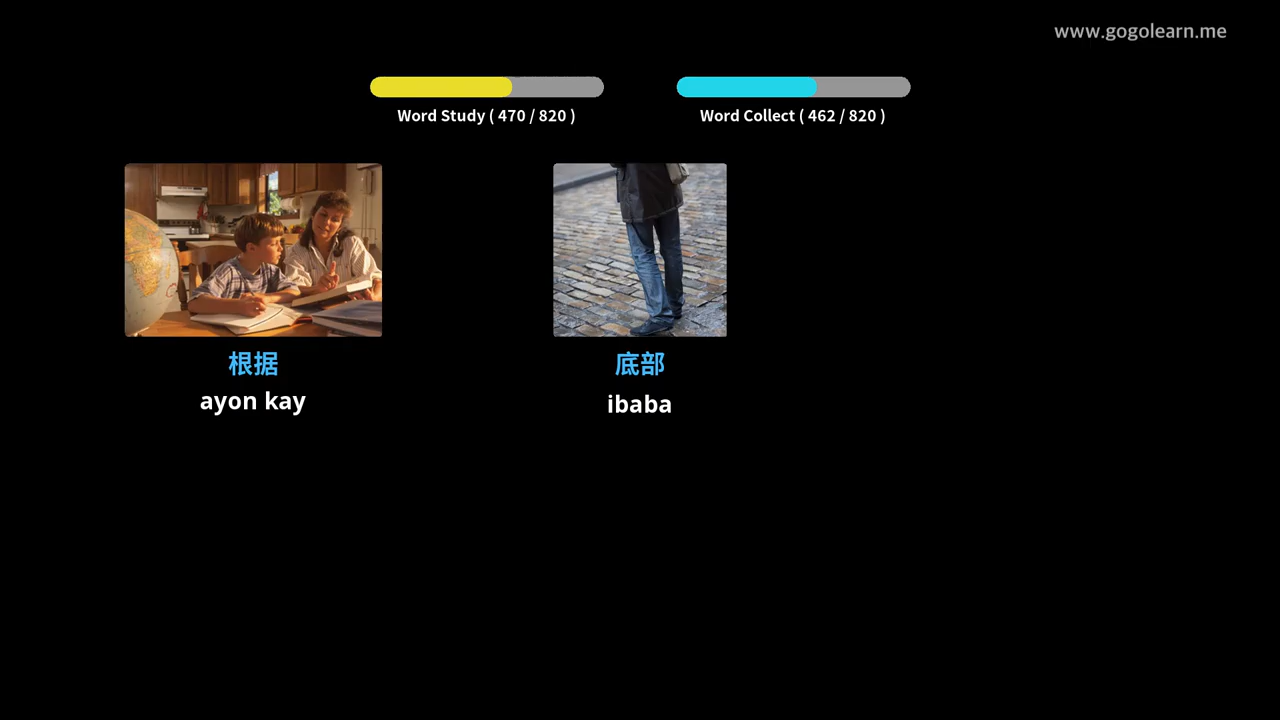 www.gogolearn.me
Word Study ( 470 / 820 )
Word Collect ( 462 / 820 )
根据
ayon kay
底部
ibaba